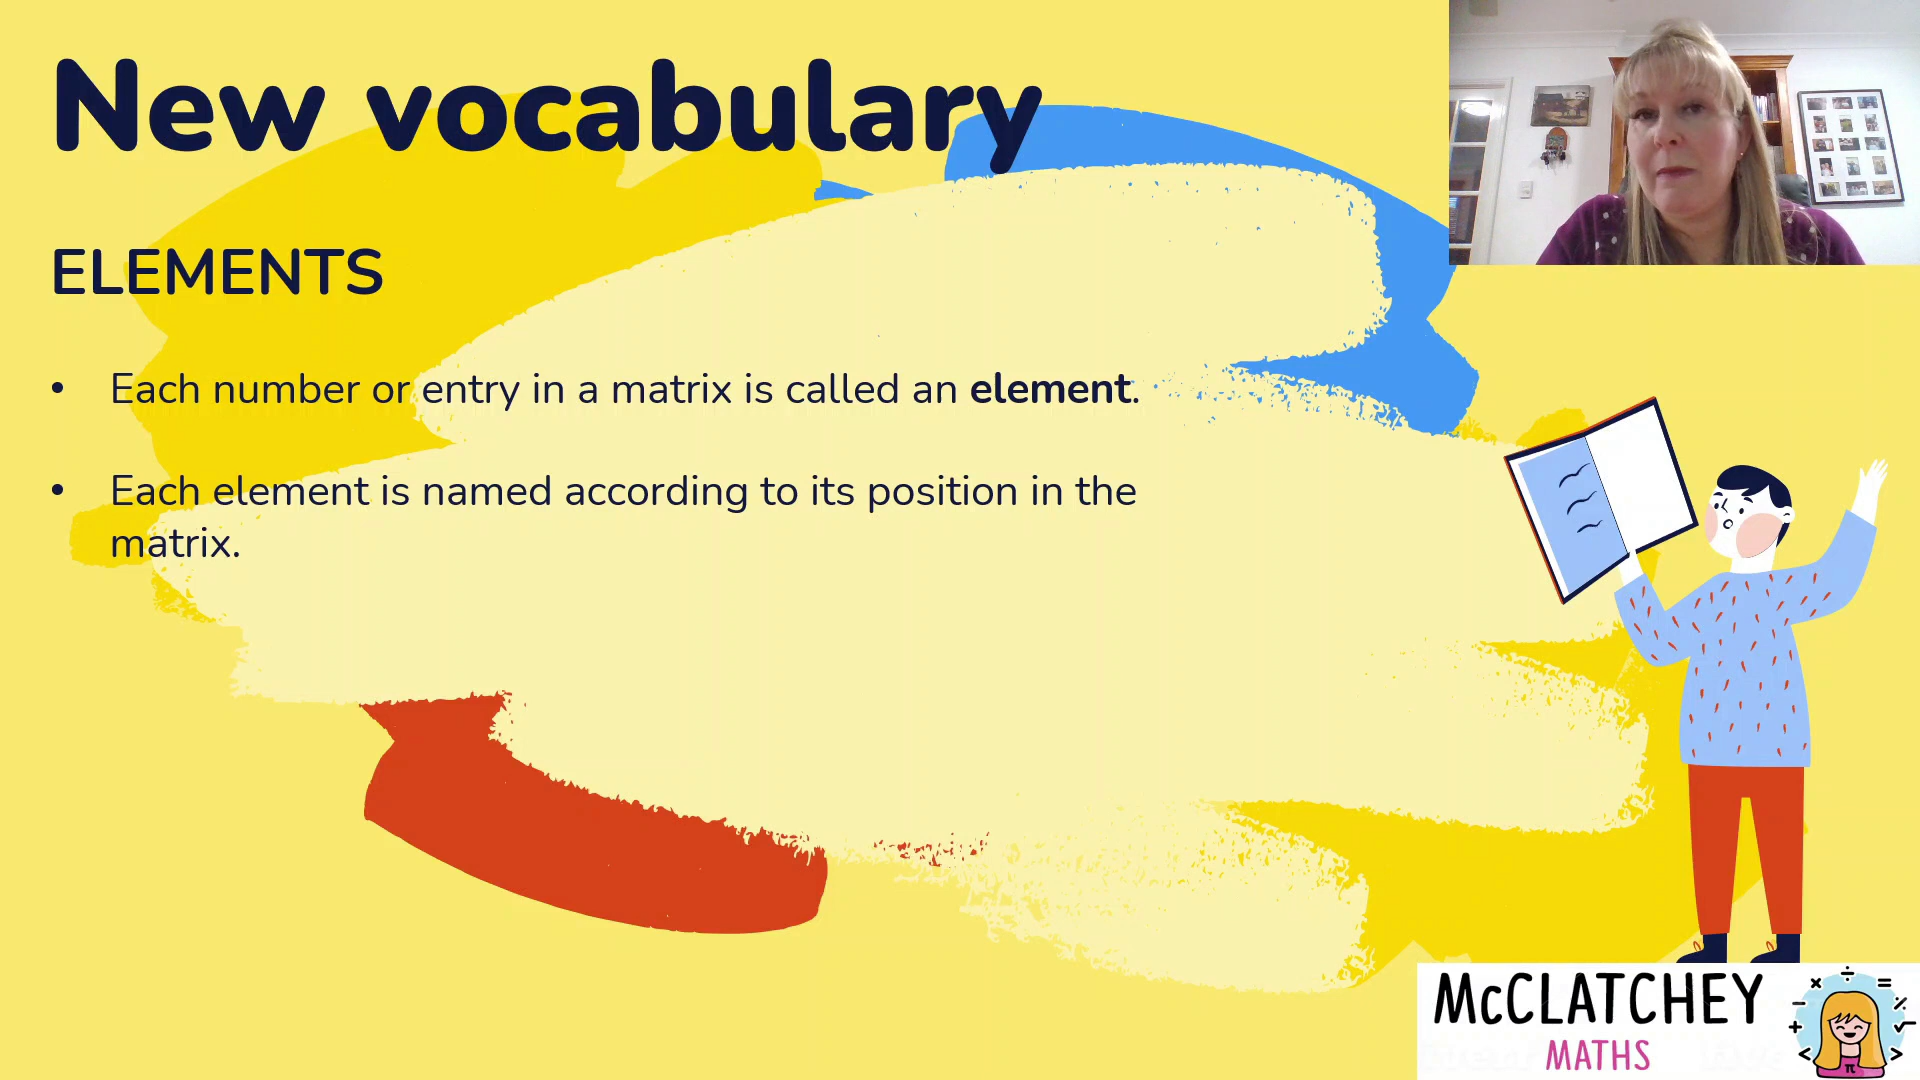 New vocabulary
ELEMENTS
• Each number or entry in a matrix is called an element.
• Each element is named according to its position in the
matrix.
McCLATCHEY
MATHS
π